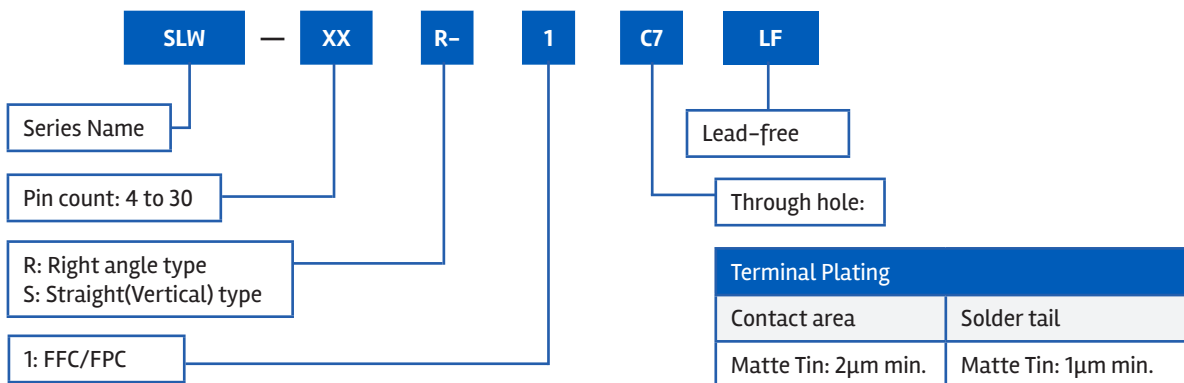 SLW — XX R- 1 C7 LF
Series Name
Lead-free
Pin count: 4 to 30
Through hole:
R: Right angle type
S: Straight(Vertical) type
1: FFC/FPC
Terminal Plating
Contact area Solder tail
Matte Tin: 2µm min. Matte Tin: 1µm min.